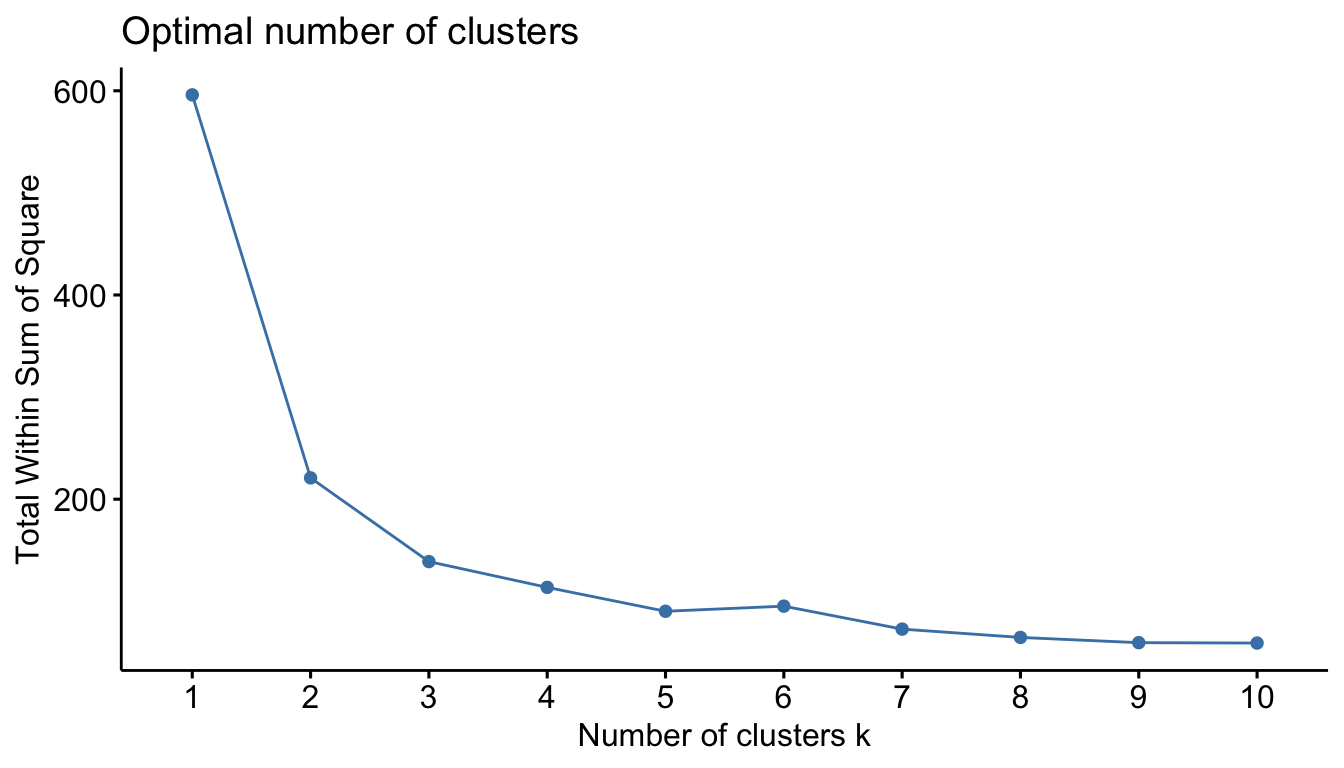 Optimal number of clusters
Total Within Sum of Square
600
400
200
1 2 3 4 5 6 7 8 9 10
Number of clusters k